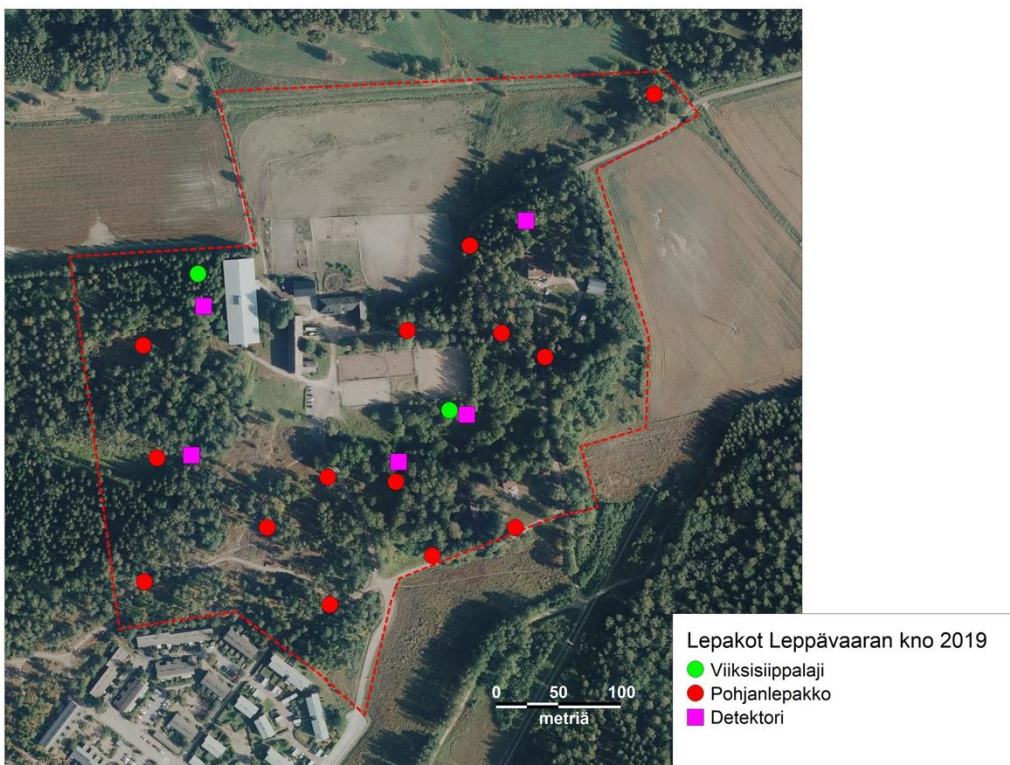 0 50 100
metriä
Lepakot Leppävaaran kno 2019
Viiksisiippalaji
Pohjanlepakko
Detektori